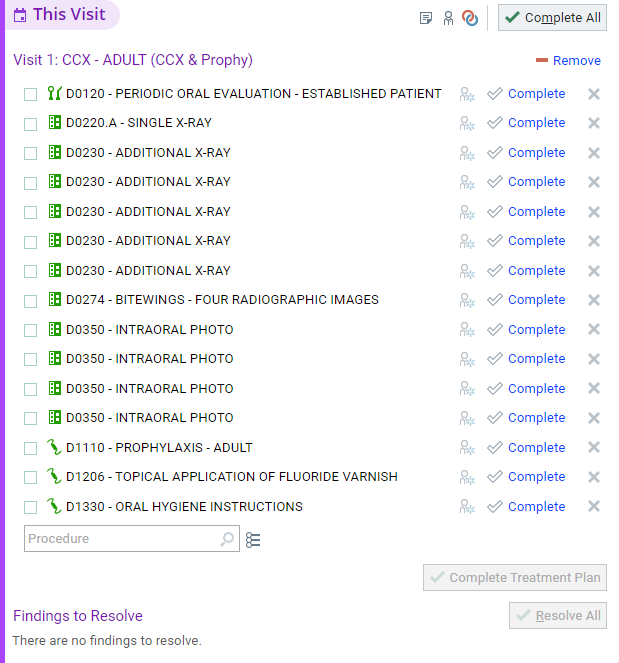 This Visit
Complete All
Visit 1: CCX - ADULT (CCX & Prophy) Remove
D0120 - PERIODIC ORAL EVALUATION - ESTABLISHED PATIENT Complete
D0220.A - SINGLE X-RAY Complete
D0230 - ADDITIONAL X-RAY Complete
D0230 - ADDITIONAL X-RAY Complete
D0230 - ADDITIONAL X-RAY Complete
D0230 - ADDITIONAL X-RAY Complete
D0230 - ADDITIONAL X-RAY Complete
D0274 - BITEWINGS - FOUR RADIOGRAPHIC IMAGES Complete
D0350 - INTRAORAL PHOTO Complete
D0350 - INTRAORAL PHOTO Complete
D0350 - INTRAORAL PHOTO Complete
D0350 - INTRAORAL PHOTO Complete
D1110 - PROPHYLAXIS - ADULT Complete
D1206 - TOPICAL APPLICATION OF FLUORIDE VARNISH Complete
D1330 - ORAL HYGIENE INSTRUCTIONS Complete
Procedure
Complete Treatment Plan
Findings to Resolve Resolve All
There are no findings to resolve.